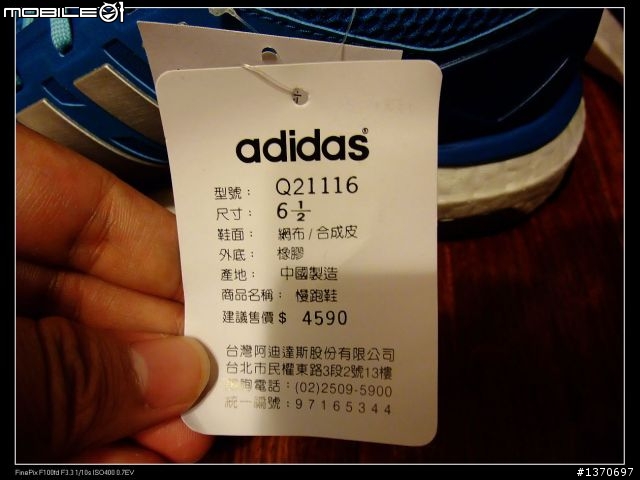 MOBILE01
adidas®
型號： Q21116
尺寸： 6 1/2
鞋面： 網布/合成皮
外底： 橡膠
產地： 中國製造
商品名稱： 慢跑鞋
建議售價 $ 4590
台灣阿迪達斯股份有限公司
台北市民權東路3段2號13樓
詢電話：(02)2509-5900
統一編號：97165344
FinePix F100fd F3.3 1/10s ISO400 0.7EV
#1370697